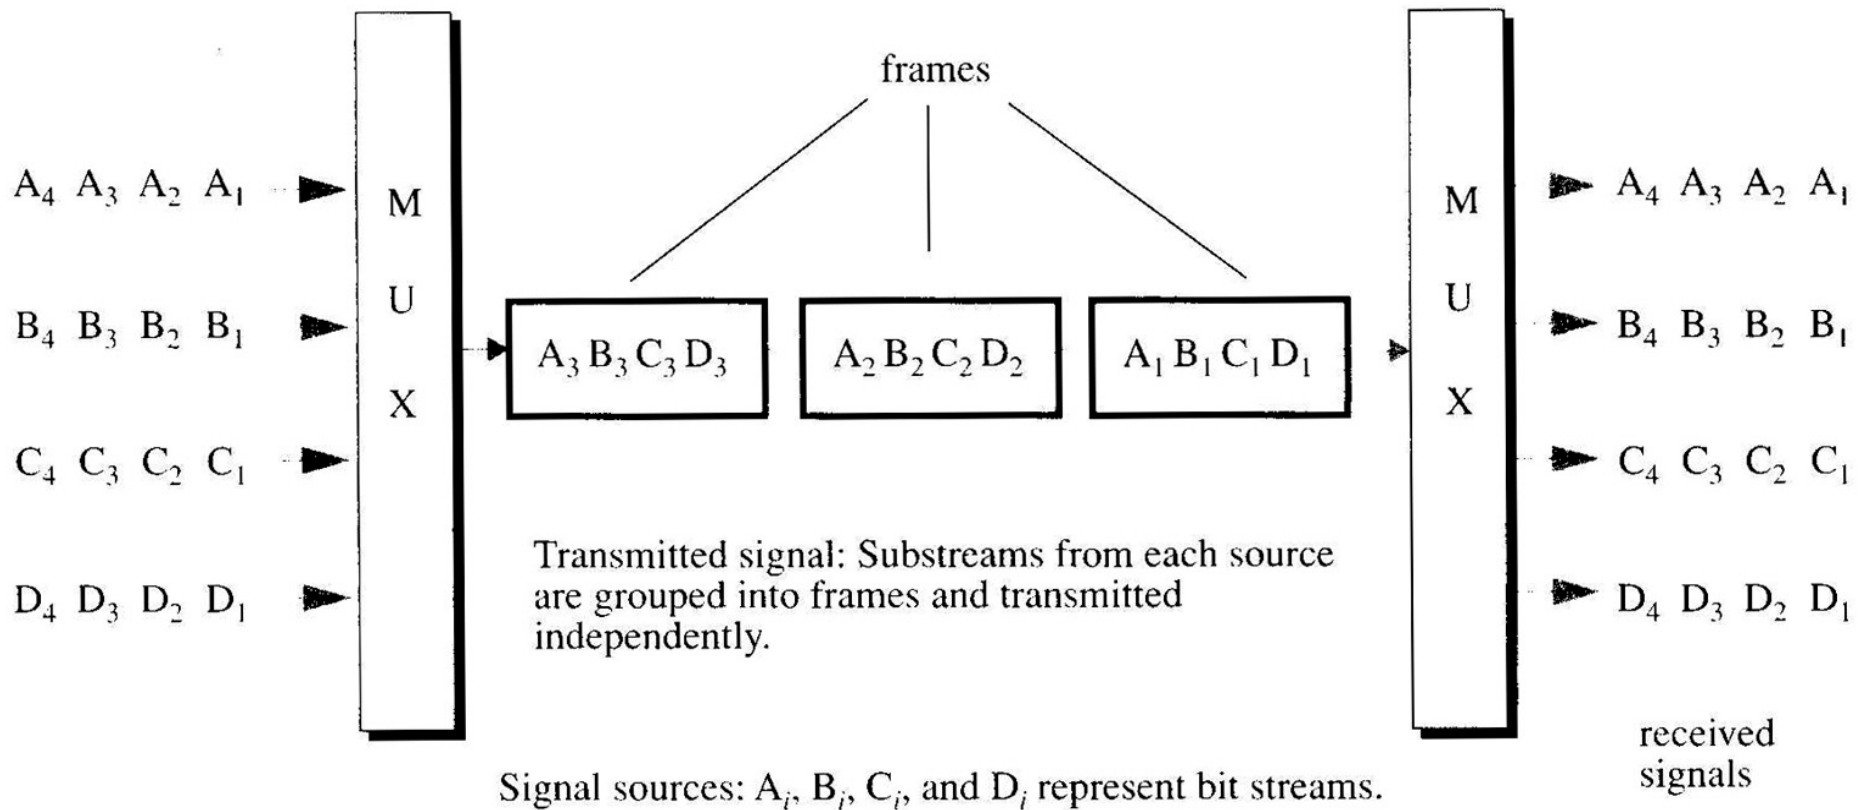 frames
A₄ A₃ A₂ A₁
B₄ B₃ B₂ B₁
C₄ C₃ C₂ C₁
D₄ D₃ D₂ D₁
M
U
X
A₃ B₃ C₃ D₃
A₂ B₂ C₂ D₂
A₁ B₁ C₁ D₁
M
U
X
A₄ A₃ A₂ A₁
B₄ B₃ B₂ B₁
C₄ C₃ C₂ C₁
D₄ D₃ D₂ D₁
Transmitted signal: Substreams from each source
are grouped into frames and transmitted
independently.
received
signals
Signal sources: Aᵢ, Bᵢ, Cᵢ, and Dᵢ represent bit streams.